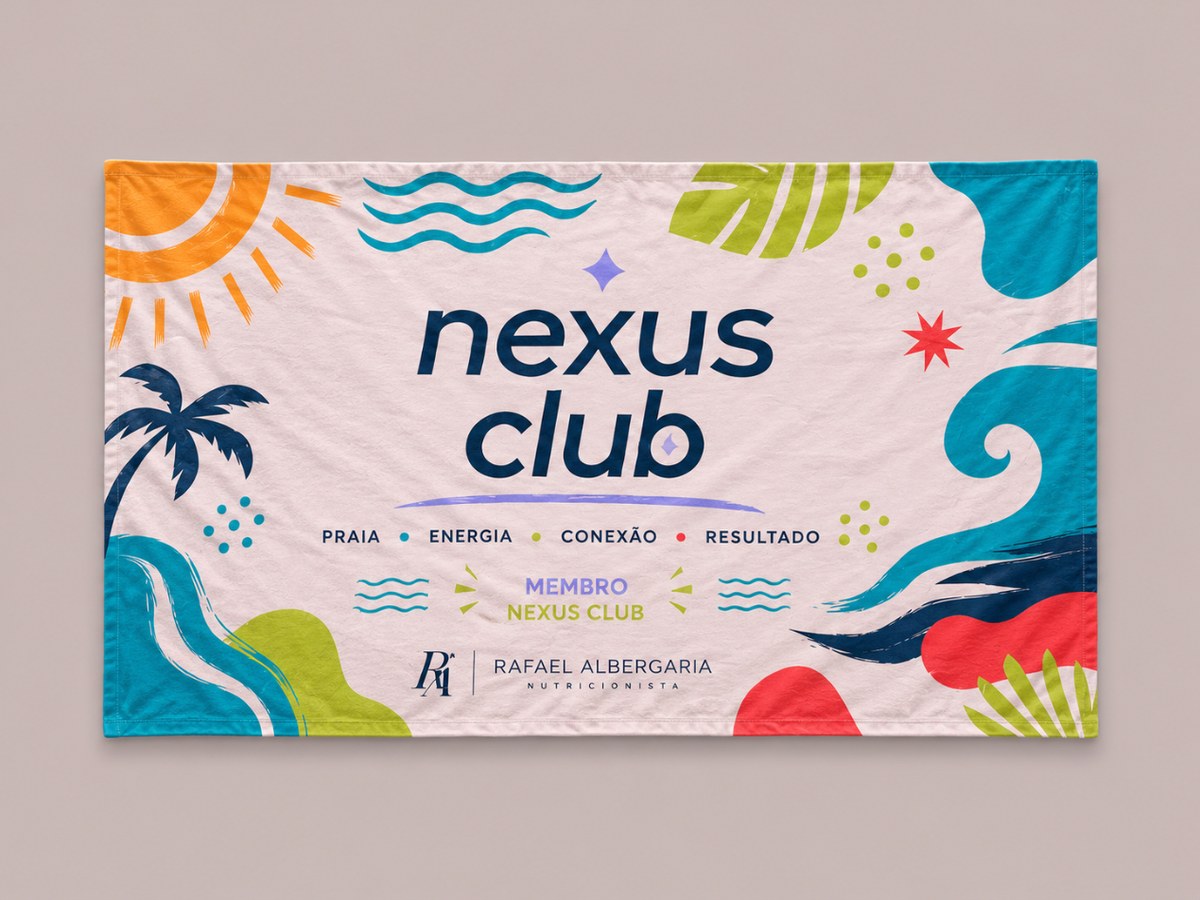 nexus
club
PRAIA • ENERGIA • CONEXÃO • RESULTADO
MEMBRO
NEXUS CLUB
RA
RAFAEL ALBERGARIA
NUTRICIONISTA